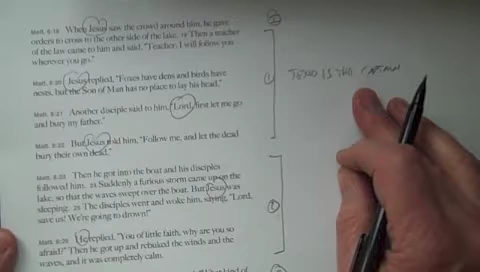 Matt. 8:18 When Jesus saw the crowd around him, he gave
orders to cross to the other side of the lake. 19 Then a teacher
of the law came to him and said, "Teacher, I will follow you
wherever you go."
Matt. 8:20 Jesus replied, "Foxes have dens and birds have
nests, but the Son of Man has no place to lay his head."
Matt. 8:21 Another disciple said to him, "Lord, first let me go
and bury my father."
Matt. 8:22 But Jesus told him, "Follow me, and let the dead
bury their own dead."
Matt. 8:23 Then he got into the boat and his disciples
followed him. 24 Suddenly a furious storm came up on the
lake, so that the waves swept over the boat. But Jesus was
sleeping. 25 The disciples went and woke him, saying, "Lord,
save us! We're going to drown!"
Matt. 8:26 He replied, "You of little faith, why are you so
afraid?" Then he got up and rebuked the winds and the
waves, and it was completely calm.
JESUS IS THE